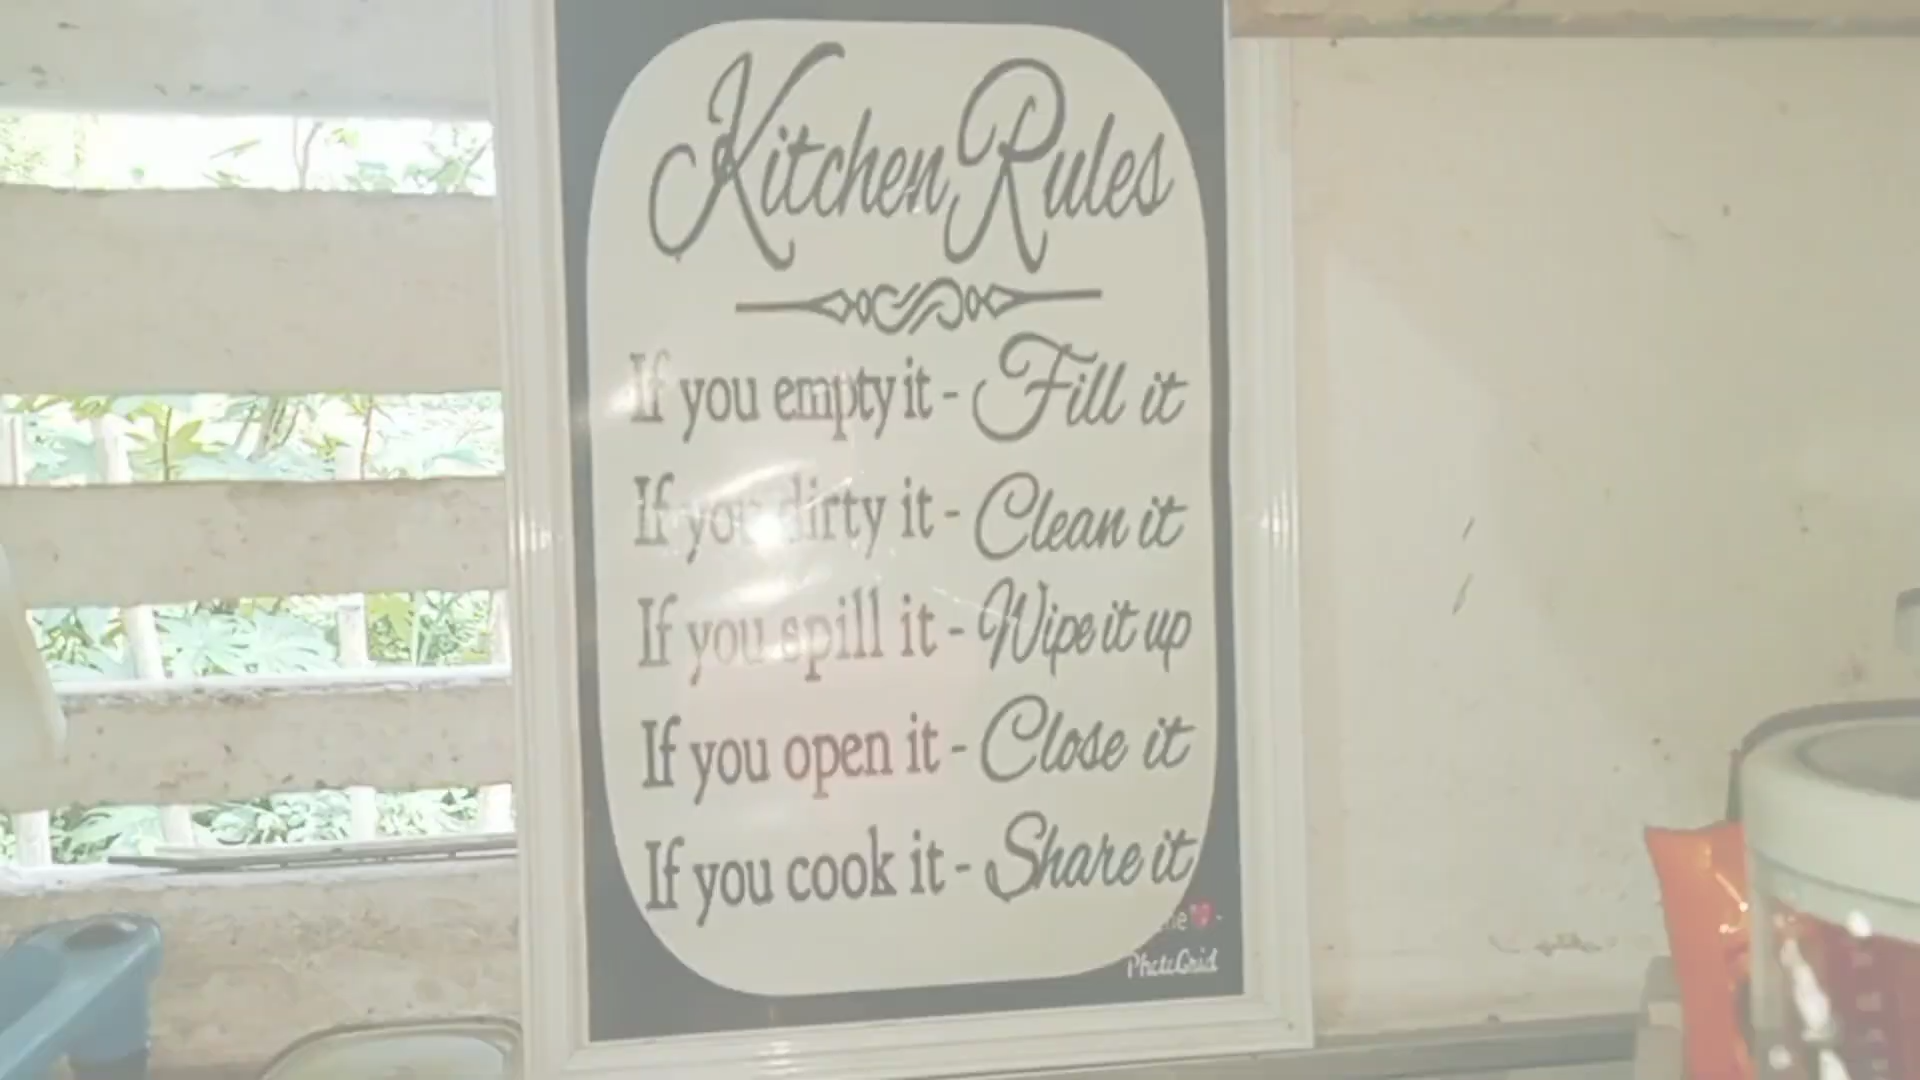 Kitchen Rules
If you empty it - Fill it
If you dirty it - Clean it
If you spill it - Wipe it up
If you open it - Close it
If you cook it - Share it
PhotoGrid